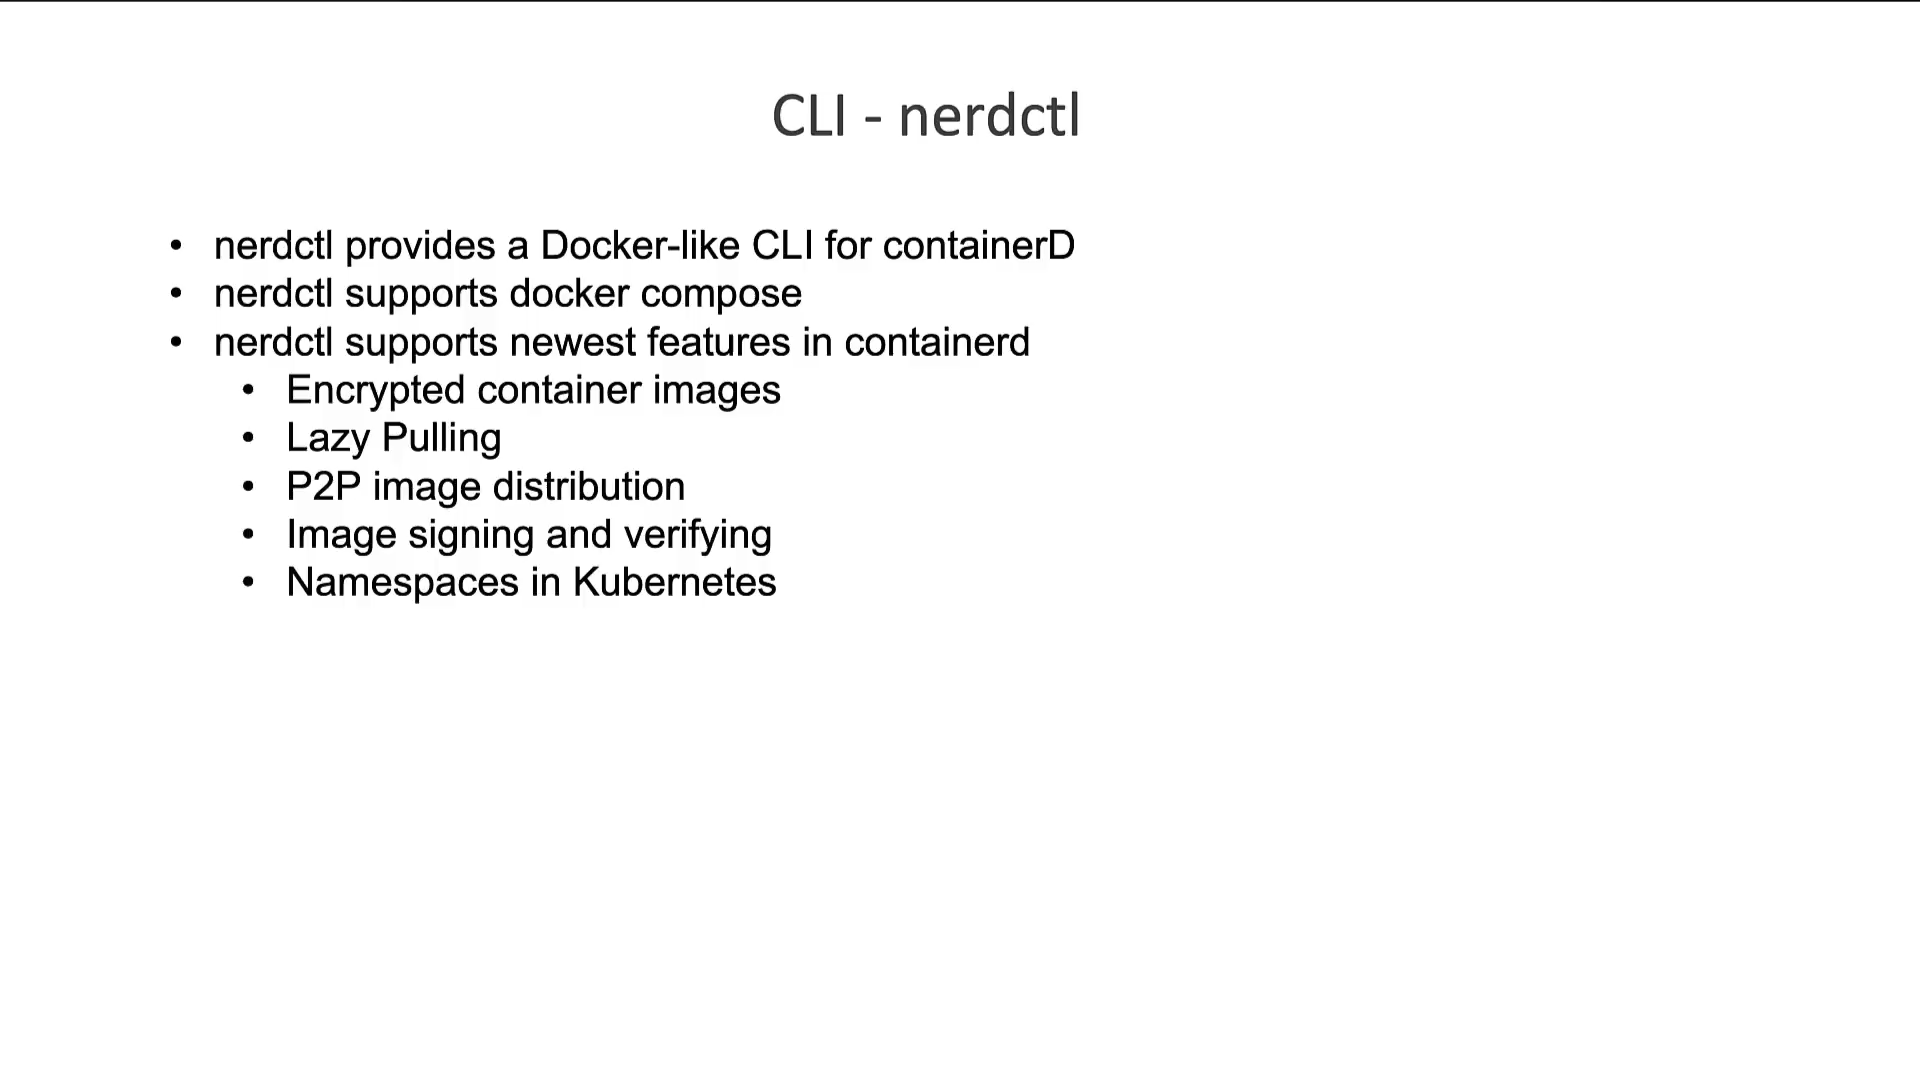 CLI - nerdctl
• nerdctl provides a Docker-like CLI for containerD
• nerdctl supports docker compose
• nerdctl supports newest features in containerd
• Encrypted container images
• Lazy Pulling
• P2P image distribution
• Image signing and verifying
• Namespaces in Kubernetes